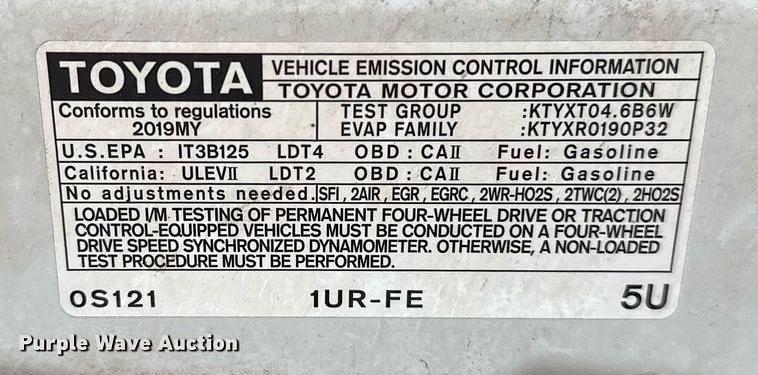 TOYOTA
VEHICLE EMISSION CONTROL INFORMATION
TOYOTA MOTOR CORPORATION
Conforms to regulations
2019MY
TEST GROUP :KTYXT04.6B6W
EVAP FAMILY :KTYXR0190P32
U.S.EPA : IT3B125 LDT4 OBD : CAII Fuel: Gasoline
California: ULEVII LDT2 OBD : CAII Fuel: Gasoline
No adjustments needed. SFI, 2AIR, EGR, EGRC, 2WR-HO2S, 2TWC(2), 2HO2S
LOADED I/M TESTING OF PERMANENT FOUR-WHEEL DRIVE OR TRACTION
CONTROL-EQUIPPED VEHICLES MUST BE CONDUCTED ON A FOUR-WHEEL
DRIVE SPEED SYNCHRONIZED DYNAMOMETER. OTHERWISE, A NON-LOADED
TEST PROCEDURE MUST BE PERFORMED.
0S121 1UR-FE 5U
Purple Wave Auction